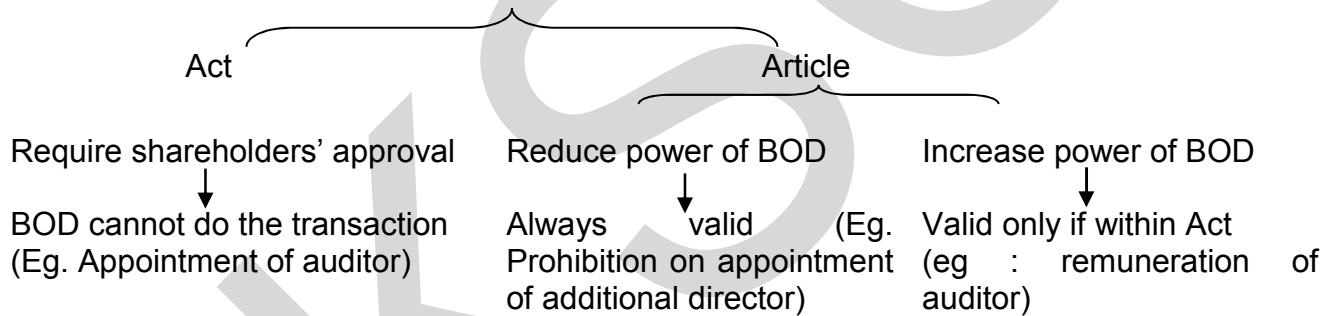 Act
Article
Require shareholders’ approval
BOD cannot do the transaction
(Eg. Appointment of auditor)
Reduce power of BOD
Always valid (Eg.
Prohibition on appointment
of additional director)
Increase power of BOD
Valid only if within Act
(eg : remuneration of
auditor)